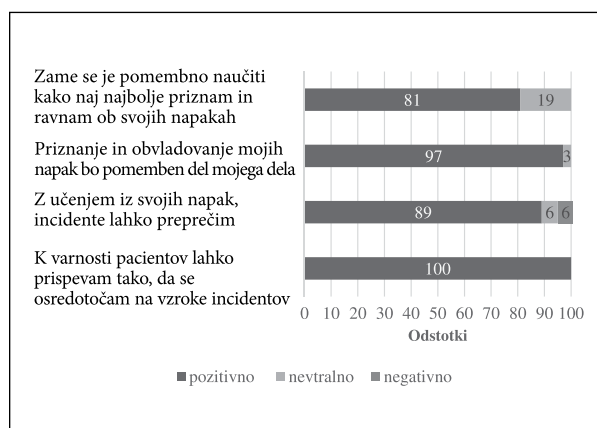 Zame se je pomembno naučiti
kako naj najbolje priznam in
ravnam ob svojih napakah
81 19
Priznanje in obvladovanje mojih
napak bo pomemben del mojega dela
97 3
Z učenjem iz svojih napak,
incidente lahko preprečim
89 6 6
K varnosti pacientov lahko
prispevam tako, da se
osredotočam na vzroke incidentov
100
0 10 20 30 40 50 60 70 80 90 100
Odstotki
pozitivno nevtralno negativno